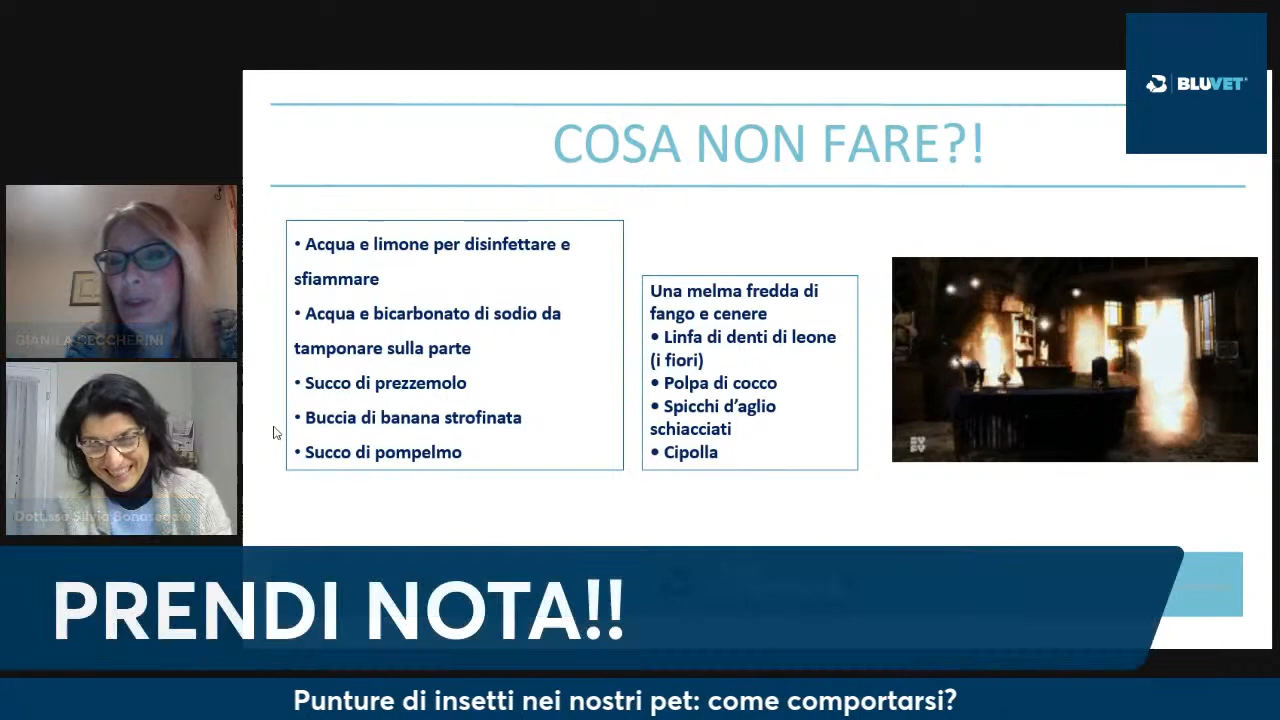 BLUVET
COSA NON FARE?!
• Acqua e limone per disinfettare e
sfiammare
• Acqua e bicarbonato di sodio da
tamponare sulla parte
• Succo di prezzemolo
• Buccia di banana strofinata
• Succo di pompelmo
Una melma fredda di
fango e cenere
• Linfa di denti di leone
(i fiori)
• Polpa di cocco
• Spicchi d'aglio
schiacciati
• Cipolla
Dott.ssa Silvia
PRENDI NOTA!!
Punture di insetti nei nostri pet: come comportarsi?